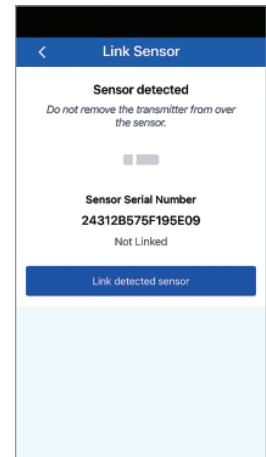 Link Sensor
Sensor detected
Do not remove the transmitter from over
the sensor.
Sensor Serial Number
24312B575F195E09
Not Linked
Link detected sensor